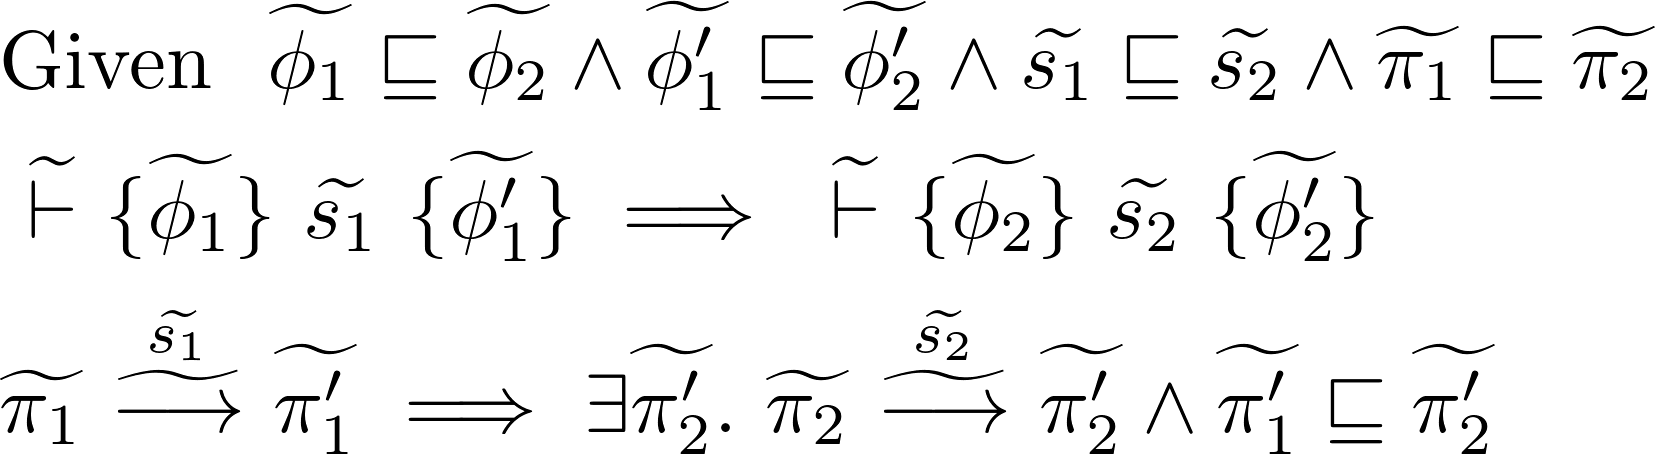 Given $\widetilde{\phi_1} \sqsubseteq \widetilde{\phi_2} \wedge \widetilde{\phi_1'} \sqsubseteq \widetilde{\phi_2'} \wedge \widetilde{s_1} \sqsubseteq \widetilde{s_2} \wedge \widetilde{\pi_1} \sqsubseteq \widetilde{\pi_2}$
$\widetilde{\vdash} \{\widetilde{\phi_1}\} \ \widetilde{s_1} \ \{\widetilde{\phi_1'}\} \implies \widetilde{\vdash} \{\widetilde{\phi_2}\} \ \widetilde{s_2} \ \{\widetilde{\phi_2'}\}$
$\widetilde{\pi_1} \ \widetilde{\xrightarrow{\widetilde{s_1}}} \ \widetilde{\pi_1'} \implies \exists \widetilde{\pi_2'}. \ \widetilde{\pi_2} \ \widetilde{\xrightarrow{\widetilde{s_2}}} \ \widetilde{\pi_2'} \wedge \widetilde{\pi_1'} \sqsubseteq \widetilde{\pi_2'}$